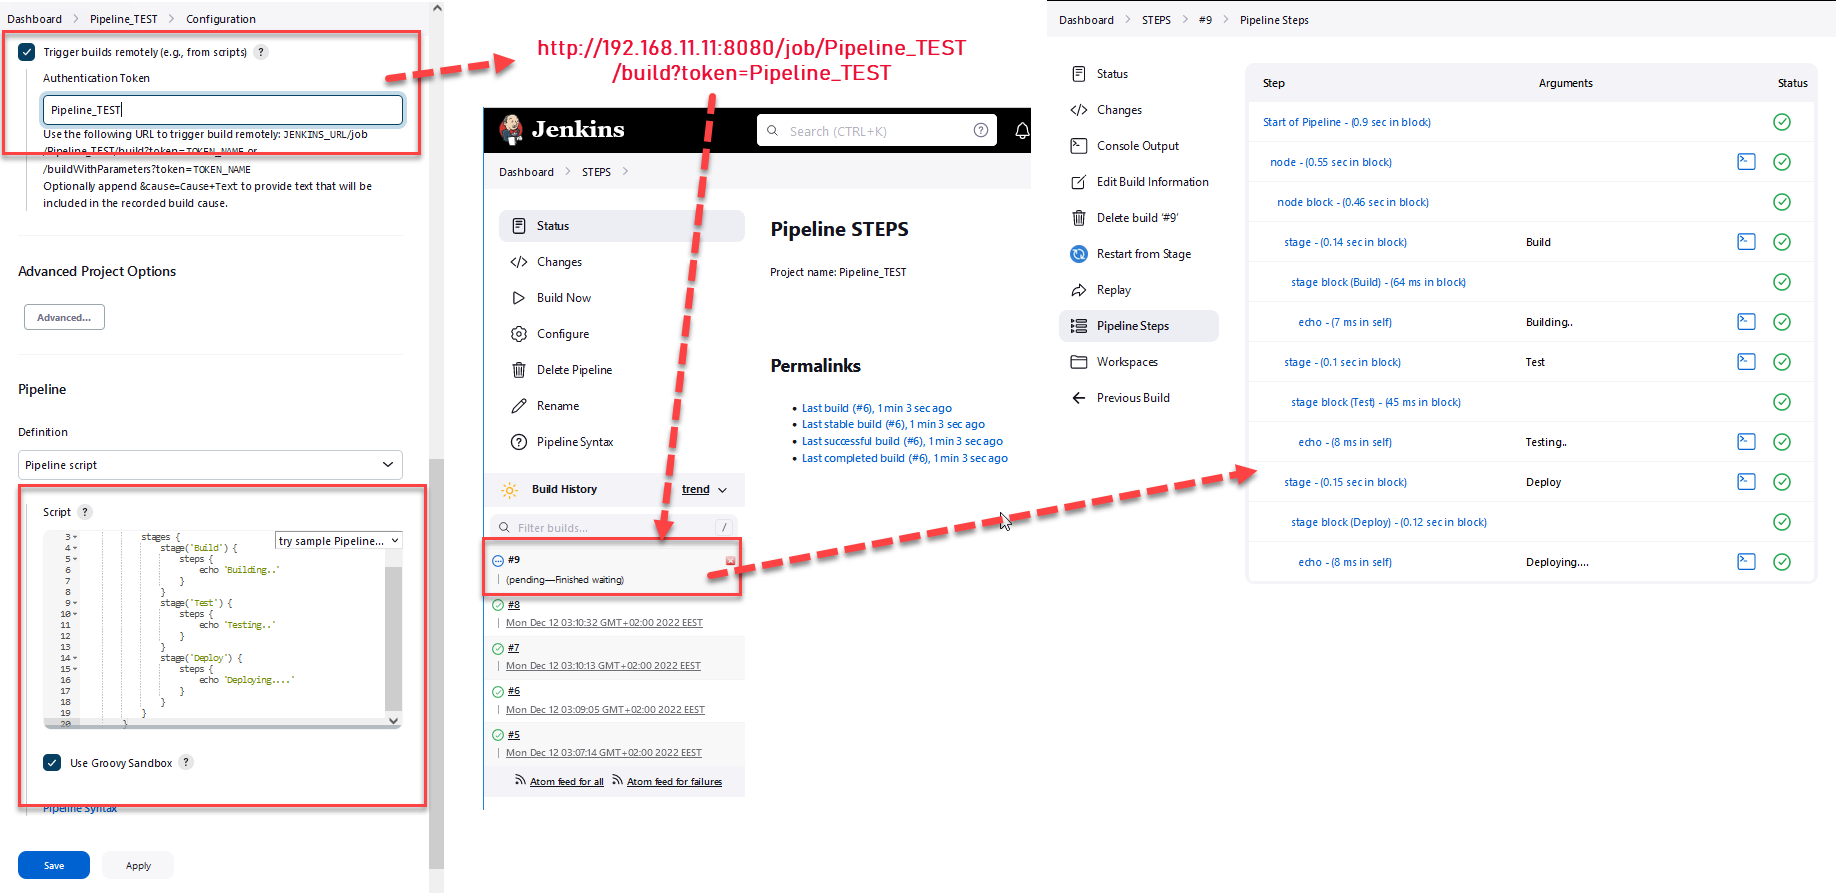 Dashboard > Pipeline_TEST > Configuration
Trigger builds remotely (e.g., from scripts) ?
Authentication Token
Pipeline_TEST
Use the following URL to trigger build remotely: JENKINS_URL/job
/Pipeline_TEST/build?token=TOKEN_NAME or
/buildWithParameters?token=TOKEN_NAME
Optionally append &cause=Cause+Text to provide text that will be
included in the recorded build cause.
Advanced Project Options
Advanced...
Pipeline
Definition
Pipeline script
Script ?
try sample Pipeline...
3 stages {
4 stage('Build') {
5 steps {
6 echo 'Building..'
7 }
8 }
9 stage('Test') {
10 steps {
11 echo 'Testing..'
12 }
13 }
14 stage('Deploy') {
15 steps {
16 echo 'Deploying....'
17 }
18 }
19 }
20 }
Use Groovy Sandbox ?
Pipeline Syntax
Save
Apply
http://192.168.11.11:8080/job/Pipeline_TEST
/build?token=Pipeline_TEST
Jenkins
Search (CTRL+K)
Dashboard > STEPS >
Status
Changes
Build Now
Configure
Delete Pipeline
Rename
Pipeline Syntax
Pipeline STEPS
Project name: Pipeline_TEST
Permalinks
Last build (#6), 1 min 3 sec ago
Last stable build (#6), 1 min 3 sec ago
Last successful build (#6), 1 min 3 sec ago
Last completed build (#6), 1 min 3 sec ago
Build History trend
Filter builds... /
#9
(pending—Finished waiting)
#8
Mon Dec 12 03:10:32 GMT+02:00 2022 EEST
#7
Mon Dec 12 03:10:13 GMT+02:00 2022 EEST
#6
Mon Dec 12 03:09:05 GMT+02:00 2022 EEST
#5
Mon Dec 12 03:07:14 GMT+02:00 2022 EEST
Atom feed for all Atom feed for failures
Dashboard > STEPS > #9 > Pipeline Steps
Status
Changes
Console Output
Edit Build Information
Delete build '#9'
Restart from Stage
Replay
Pipeline Steps
Workspaces
Previous Build
Step Arguments Status
Start of Pipeline - (0.9 sec in block)
node - (0.55 sec in block)
node block - (0.46 sec in block)
stage - (0.14 sec in block) Build
stage block (Build) - (64 ms in block)
echo - (7 ms in self) Building..
stage - (0.1 sec in block) Test
stage block (Test) - (45 ms in block)
echo - (8 ms in self) Testing..
stage - (0.15 sec in block) Deploy
stage block (Deploy) - (0.12 sec in block)
echo - (8 ms in self) Deploying....